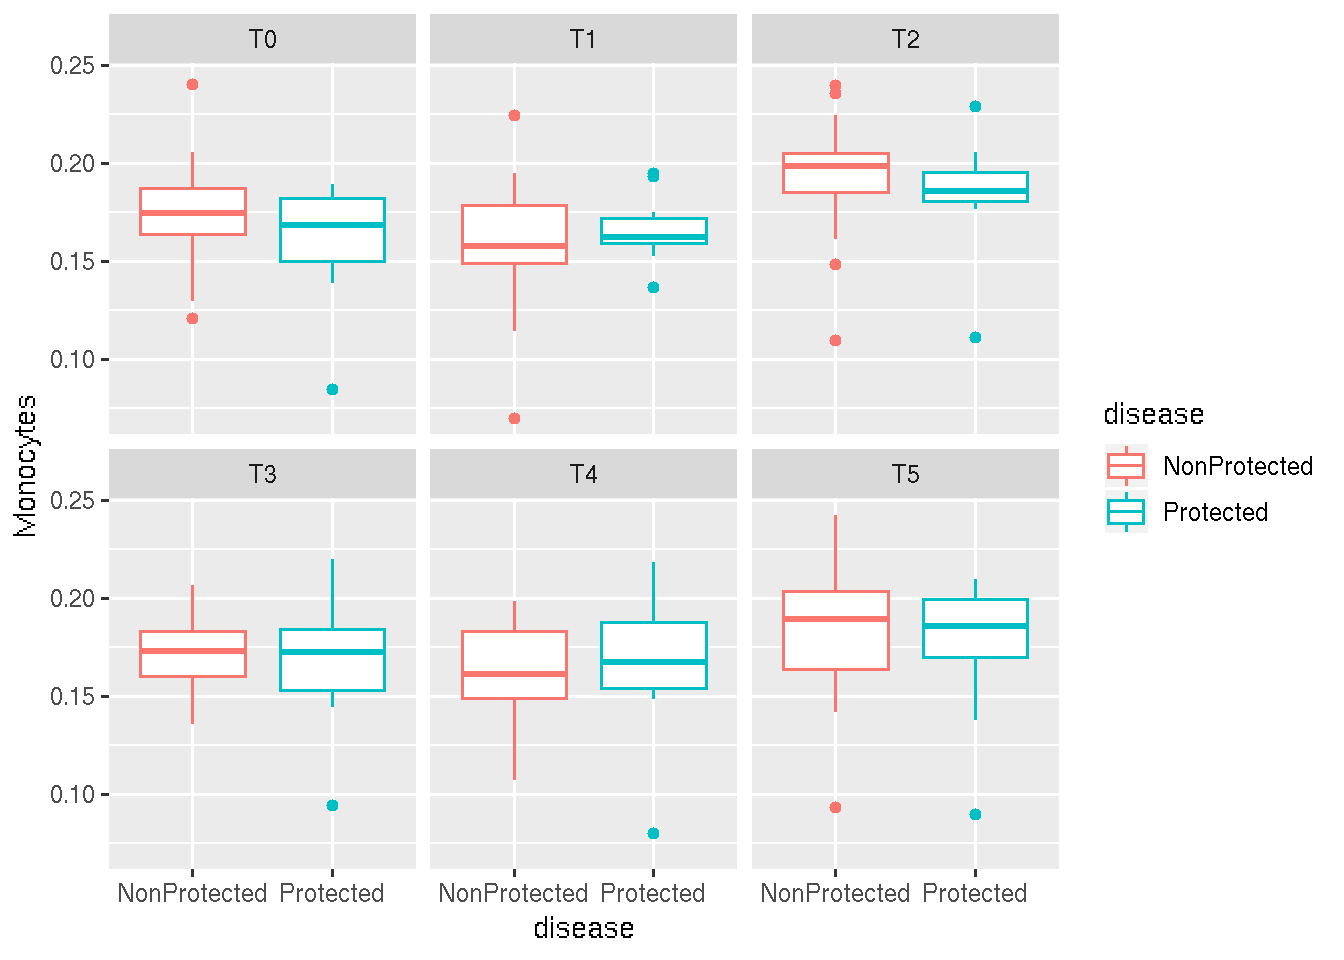 T0 T1 T2
0.25
0.20
0.15
0.10
T3 T4 T5
0.25
0.20
0.15
0.10
Monocytes
NonProtected Protected NonProtected Protected NonProtected Protected
disease
disease
NonProtected
Protected